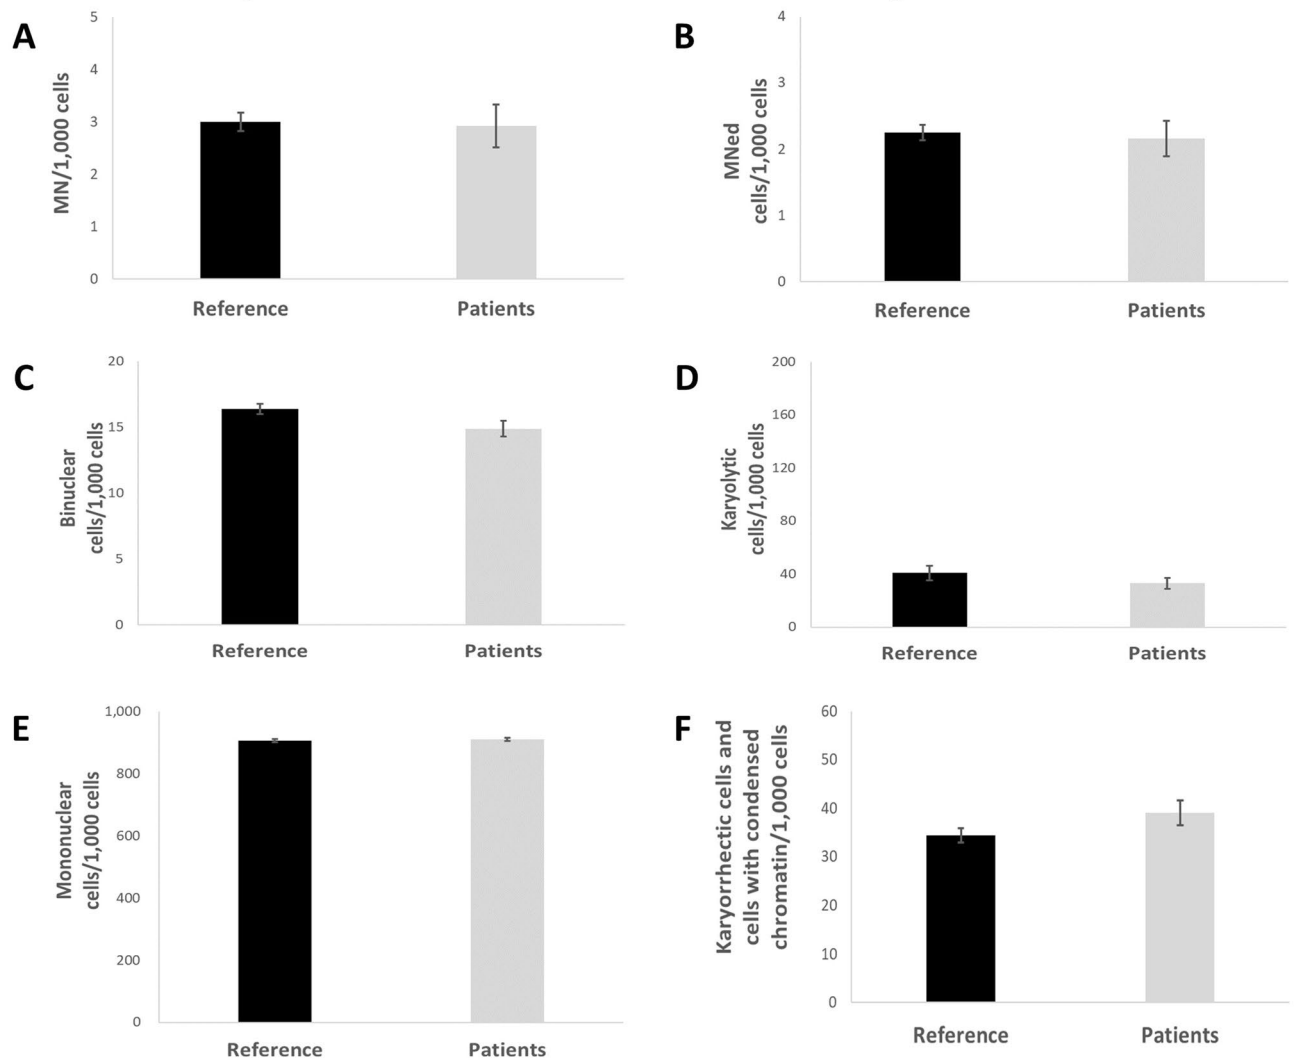 A
MN/1,000 cells
5
4
3
2
1
0
Reference
Patients
B
MNed
cells/1,000 cells
4
3
2
1
0
Reference
Patients
C
Binuclear
cells/1,000 cells
20
15
10
5
0
Reference
Patients
D
Karyolytic
cells/1,000 cells
200
160
120
80
40
0
Reference
Patients
E
Mononuclear
cells/1,000 cells
1,000
800
600
400
200
0
Reference
Patients
F
Karyorrhectic cells and
cells with condensed
chromatin/1,000 cells
60
50
40
30
20
10
0
Reference
Patients